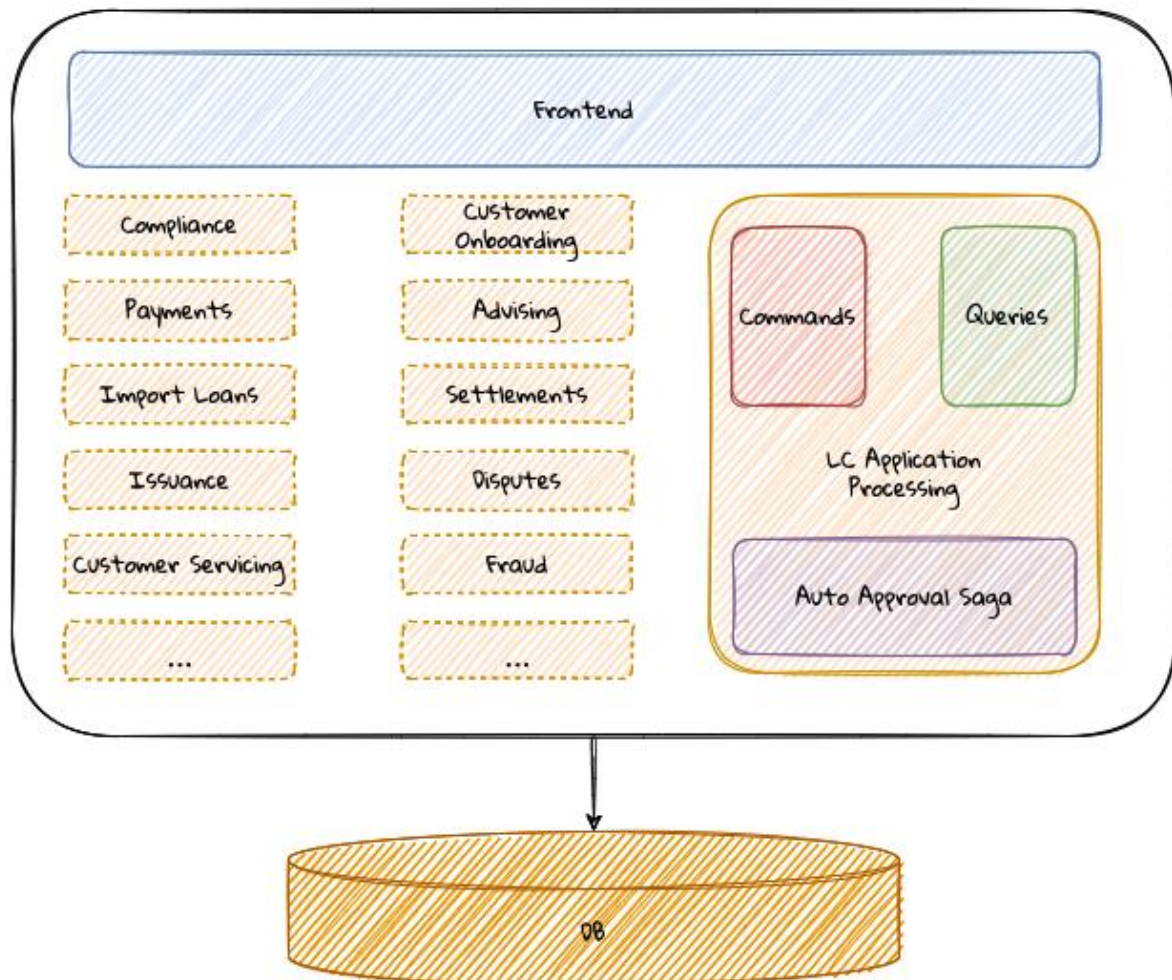 Frontend
Compliance
Customer
Onboarding
Payments
Advising
Commands
Queries
Import Loans
Settlements
LC Application
Processing
Issuance
Disputes
Customer Servicing
Fraud
Auto Approval Saga
...
...
DB